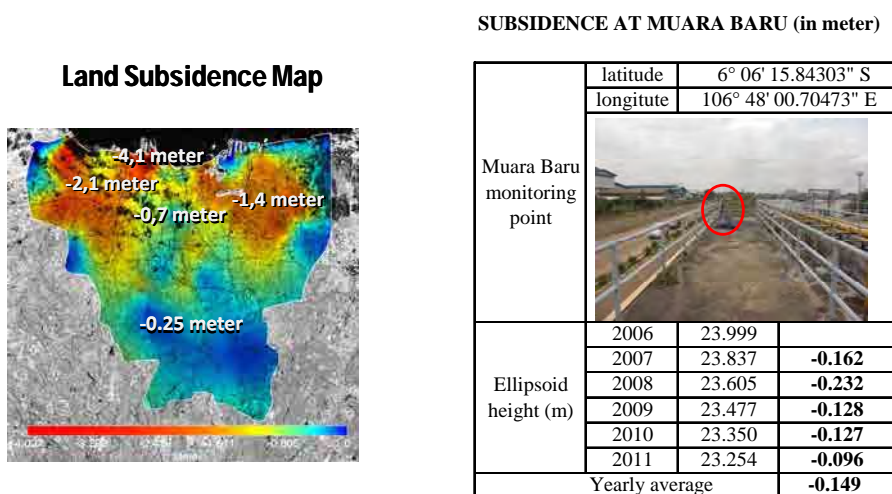 SUBSIDENCE AT MUARA BARU (in meter)
Land Subsidence Map
-4,1 meter
-2,1 meter
-1,4 meter
-0,7 meter
-0.25 meter
Muara Baru
monitoring
point
latitude 6° 06' 15.84303" S
longitute 106° 48' 00.70473" E
Ellipsoid
height (m)
2006 23.999
2007 23.837 -0.162
2008 23.605 -0.232
2009 23.477 -0.128
2010 23.350 -0.127
2011 23.254 -0.096
Yearly average -0.149